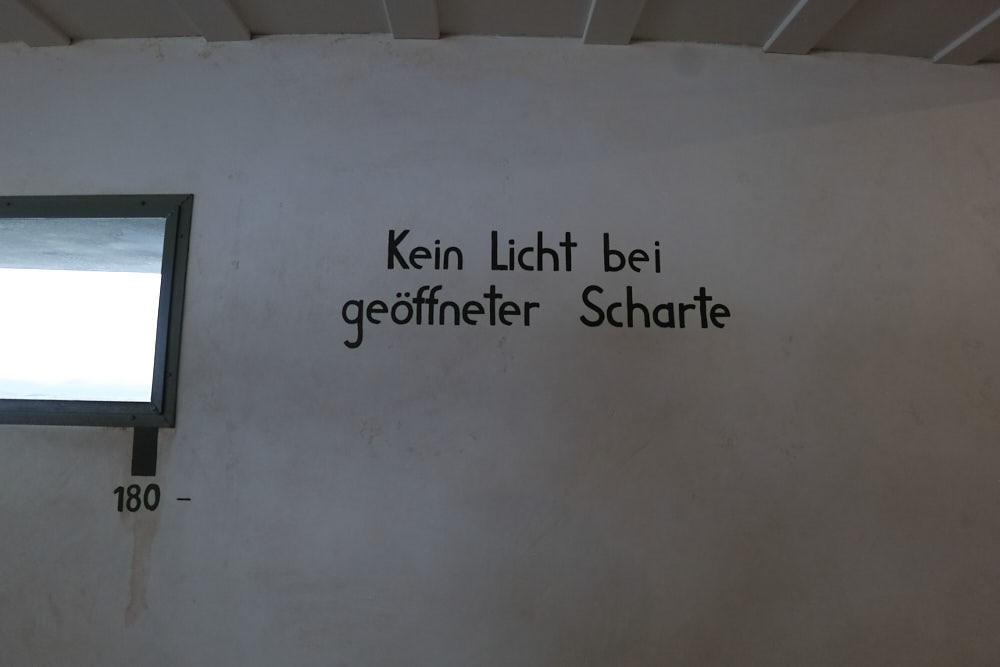 Kein Licht bei
geöffneter Scharte
180 –